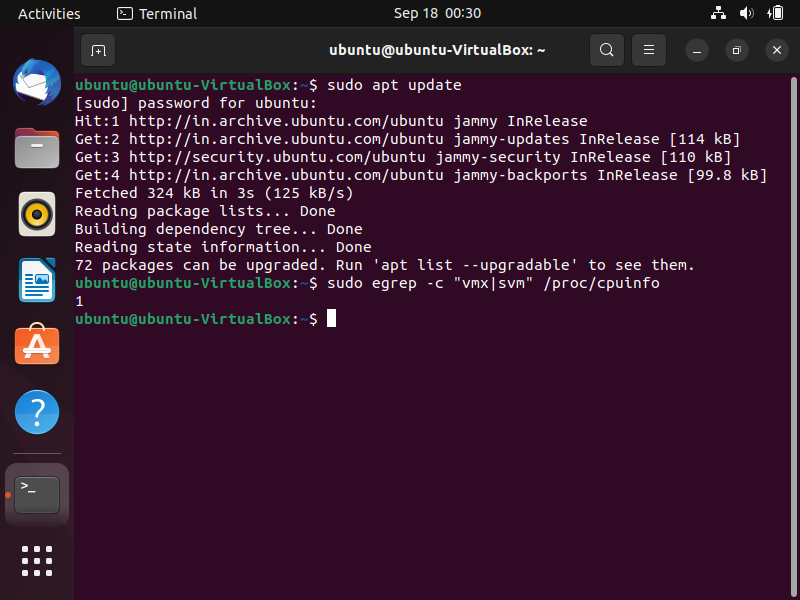 Activities Terminal Sep 18 00:30
ubuntu@ubuntu-VirtualBox: ~
ubuntu@ubuntu-VirtualBox:~$ sudo apt update
[sudo] password for ubuntu:
Hit:1 http://in.archive.ubuntu.com/ubuntu jammy InRelease
Get:2 http://in.archive.ubuntu.com/ubuntu jammy-updates InRelease [114 kB]
Get:3 http://security.ubuntu.com/ubuntu jammy-security InRelease [110 kB]
Get:4 http://in.archive.ubuntu.com/ubuntu jammy-backports InRelease [99.8 kB]
Fetched 324 kB in 3s (125 kB/s)
Reading package lists... Done
Building dependency tree... Done
Reading state information... Done
72 packages can be upgraded. Run 'apt list --upgradable' to see them.
ubuntu@ubuntu-VirtualBox:~$ sudo egrep -c "vmx|svm" /proc/cpuinfo
1
ubuntu@ubuntu-VirtualBox:~$